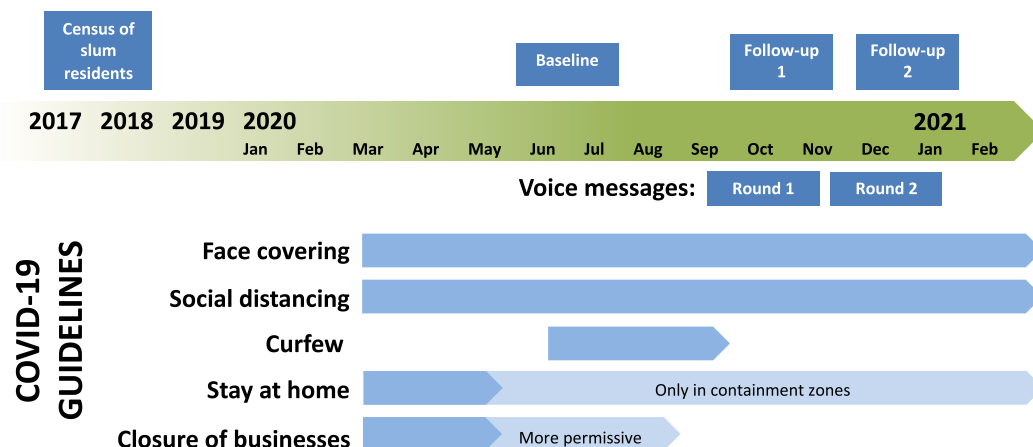 Census of
slum
residents
Baseline
Follow-up
1
Follow-up
2
2017 2018 2019 2020 2021
Jan Feb Mar Apr May Jun Jul Aug Sep Oct Nov Dec Jan Feb
Voice messages: Round 1 Round 2
COVID-19
GUIDELINES
Face covering
Social distancing
Curfew
Stay at home Only in containment zones
Closure of businesses More permissive